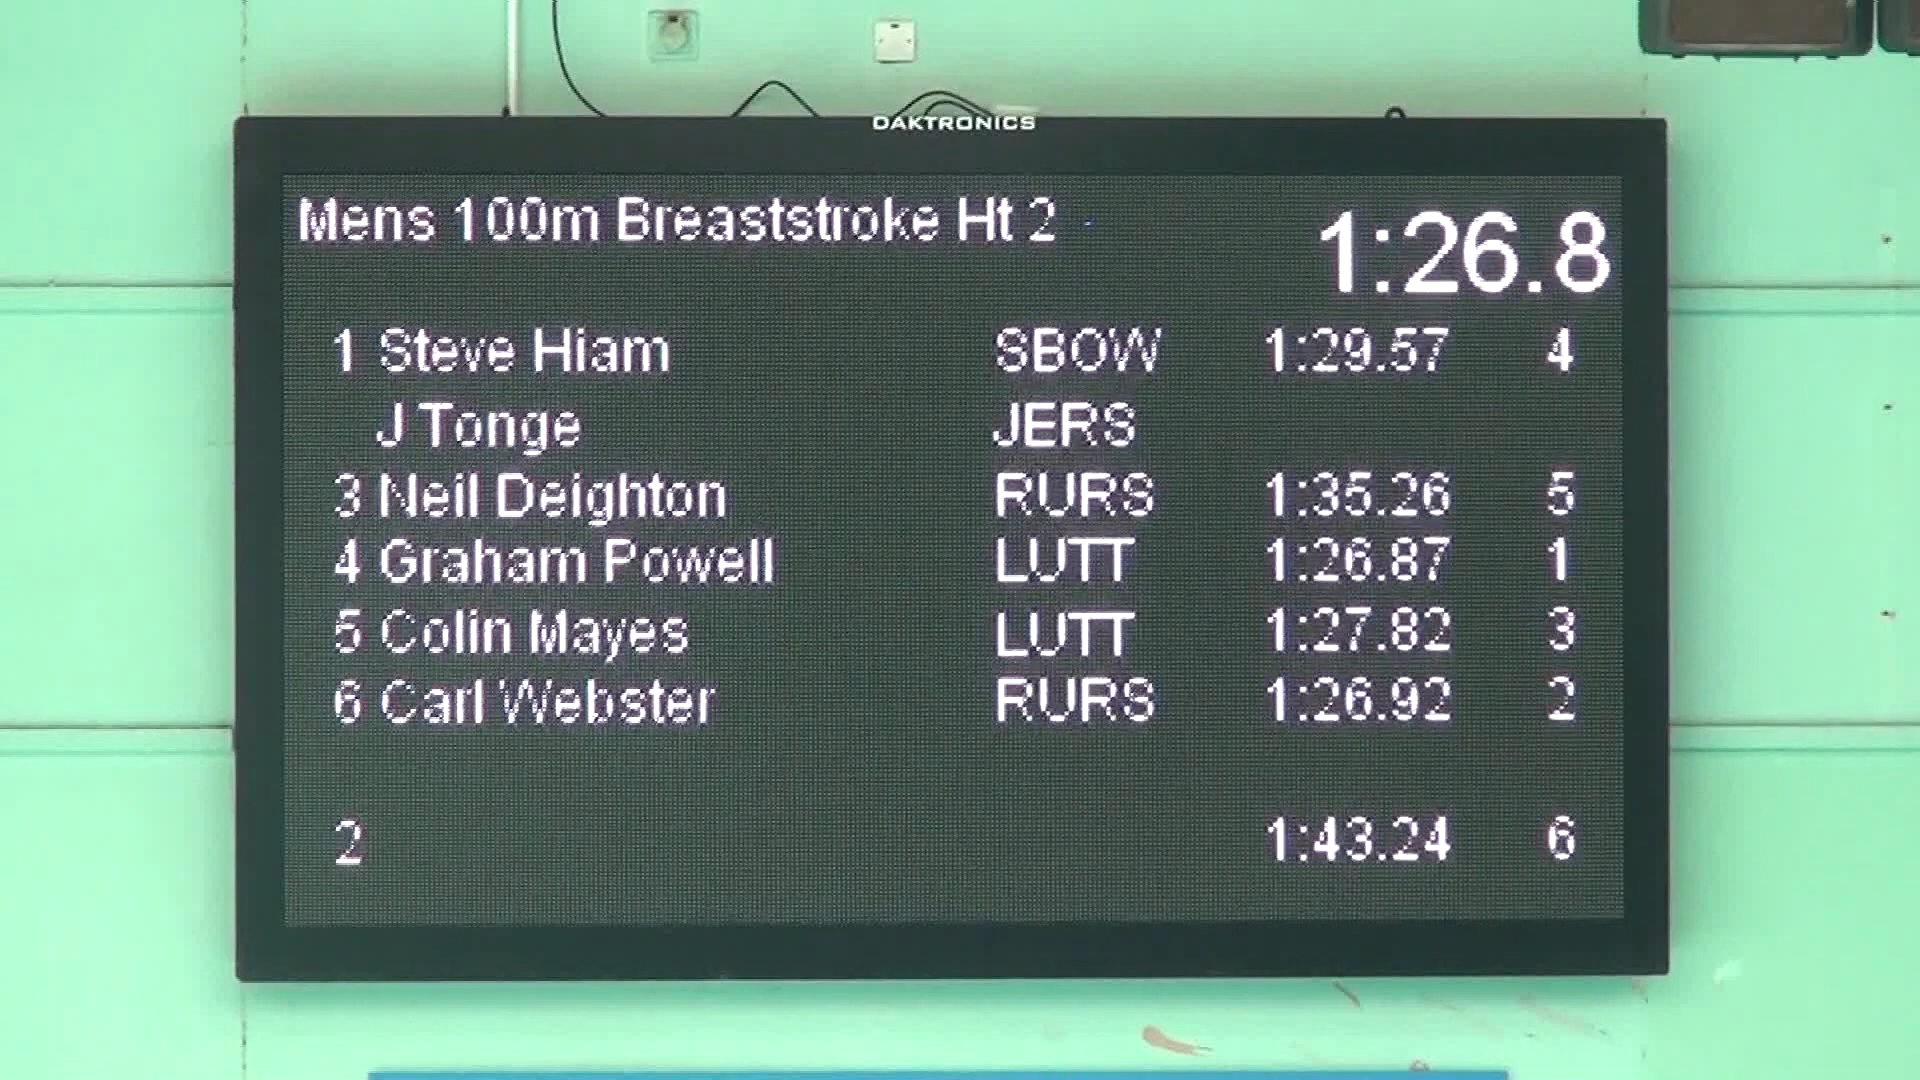 DAKTRONICS
Mens 100m Breaststroke Ht 2 1:26.8
1 Steve Hiam SBOW 1:29.57 4
J Tonge JERS
3 Neil Deighton RURS 1:35.26 5
4 Graham Powell LUTT 1:26.87 1
5 Colin Mayes LUTT 1:27.82 3
6 Carl Webster RURS 1:26.92 2
2 1:43.24 6